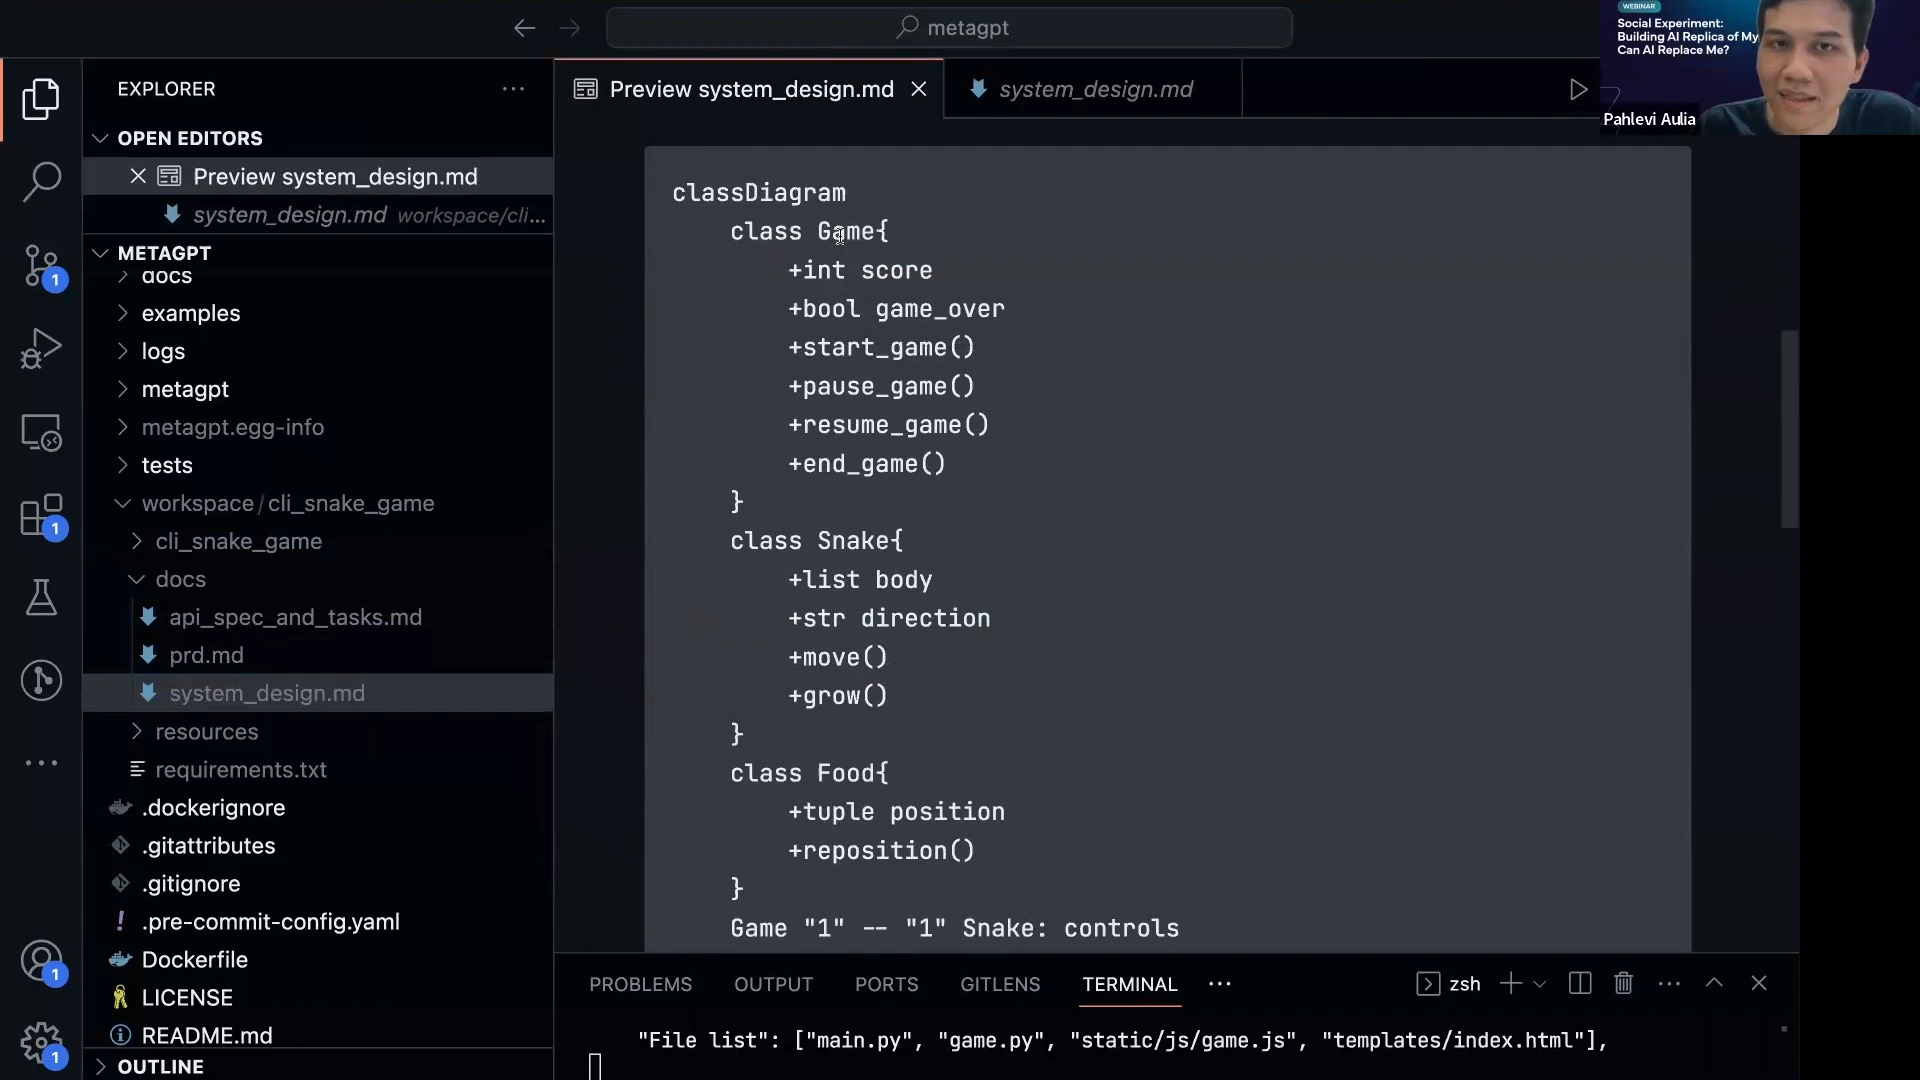 metagpt
WEBINAR
Social Experiment:
Building AI Replica of My
Can AI Replace Me?
Pahlevi Aulia
EXPLORER
OPEN EDITORS
Preview system_design.md
system_design.md workspace/cli...
METAGPT
docs
examples
logs
metagpt
metagpt.egg-info
tests
workspace / cli_snake_game
cli_snake_game
docs
api_spec_and_tasks.md
prd.md
system_design.md
resources
requirements.txt
.dockerignore
.gitattributes
.gitignore
.pre-commit-config.yaml
Dockerfile
LICENSE
README.md
OUTLINE
1
1
1
1
Preview system_design.md
system_design.md
classDiagram
class Game{
+int score
+bool game_over
+start_game()
+pause_game()
+resume_game()
+end_game()
}
class Snake{
+list body
+str direction
+move()
+grow()
}
class Food{
+tuple position
+reposition()
}
Game "1" -- "1" Snake: controls
PROBLEMS OUTPUT PORTS GITLENS TERMINAL
zsh
"File list": ["main.py", "game.py", "static/js/game.js", "templates/index.html"],